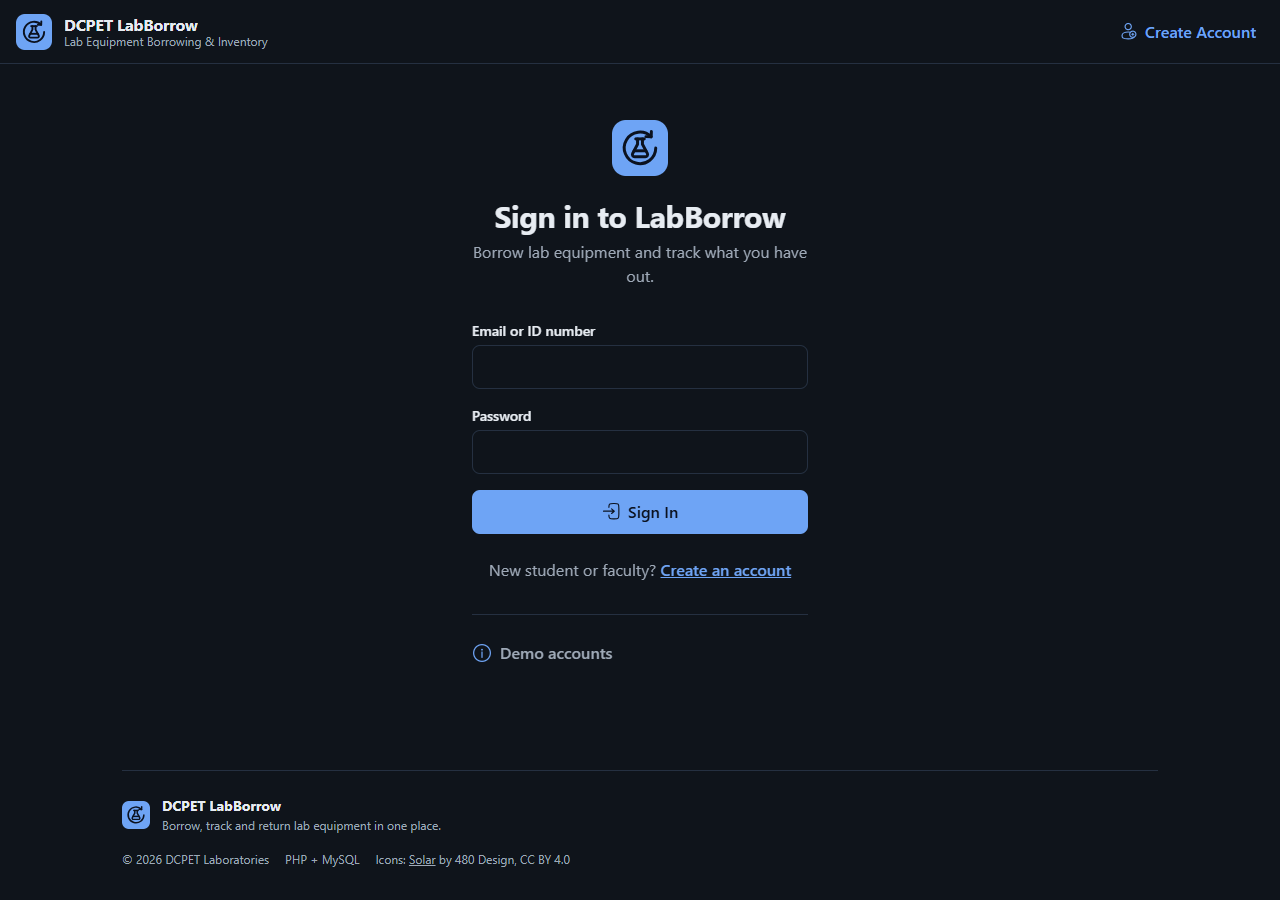 DCPET LabBorrow
Lab Equipment Borrowing & Inventory
Create Account
Sign in to LabBorrow
Borrow lab equipment and track what you have
out.
Email or ID number
Password
Sign In
New student or faculty? Create an account
Demo accounts
DCPET LabBorrow
Borrow, track and return lab equipment in one place.
© 2026 DCPET Laboratories PHP + MySQL Icons: Solar by 480 Design, CC BY 4.0